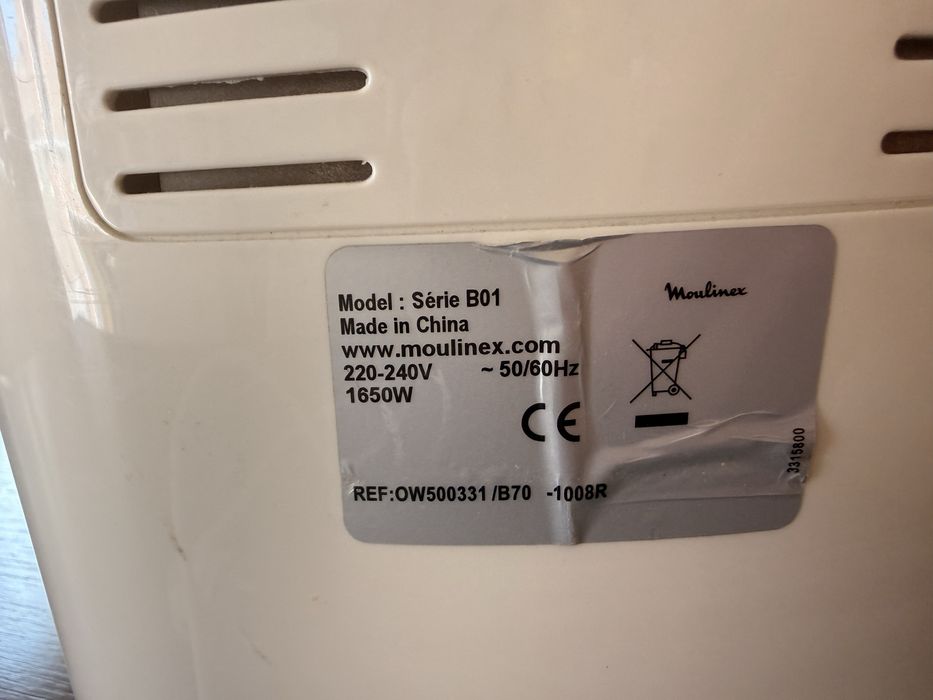 Model : Série B01
Made in China
www.moulinex.com
220-240V ~ 50/60Hz
1650W
CE
REF:OW500331 /B70 -1008R
Moulinex
3315800